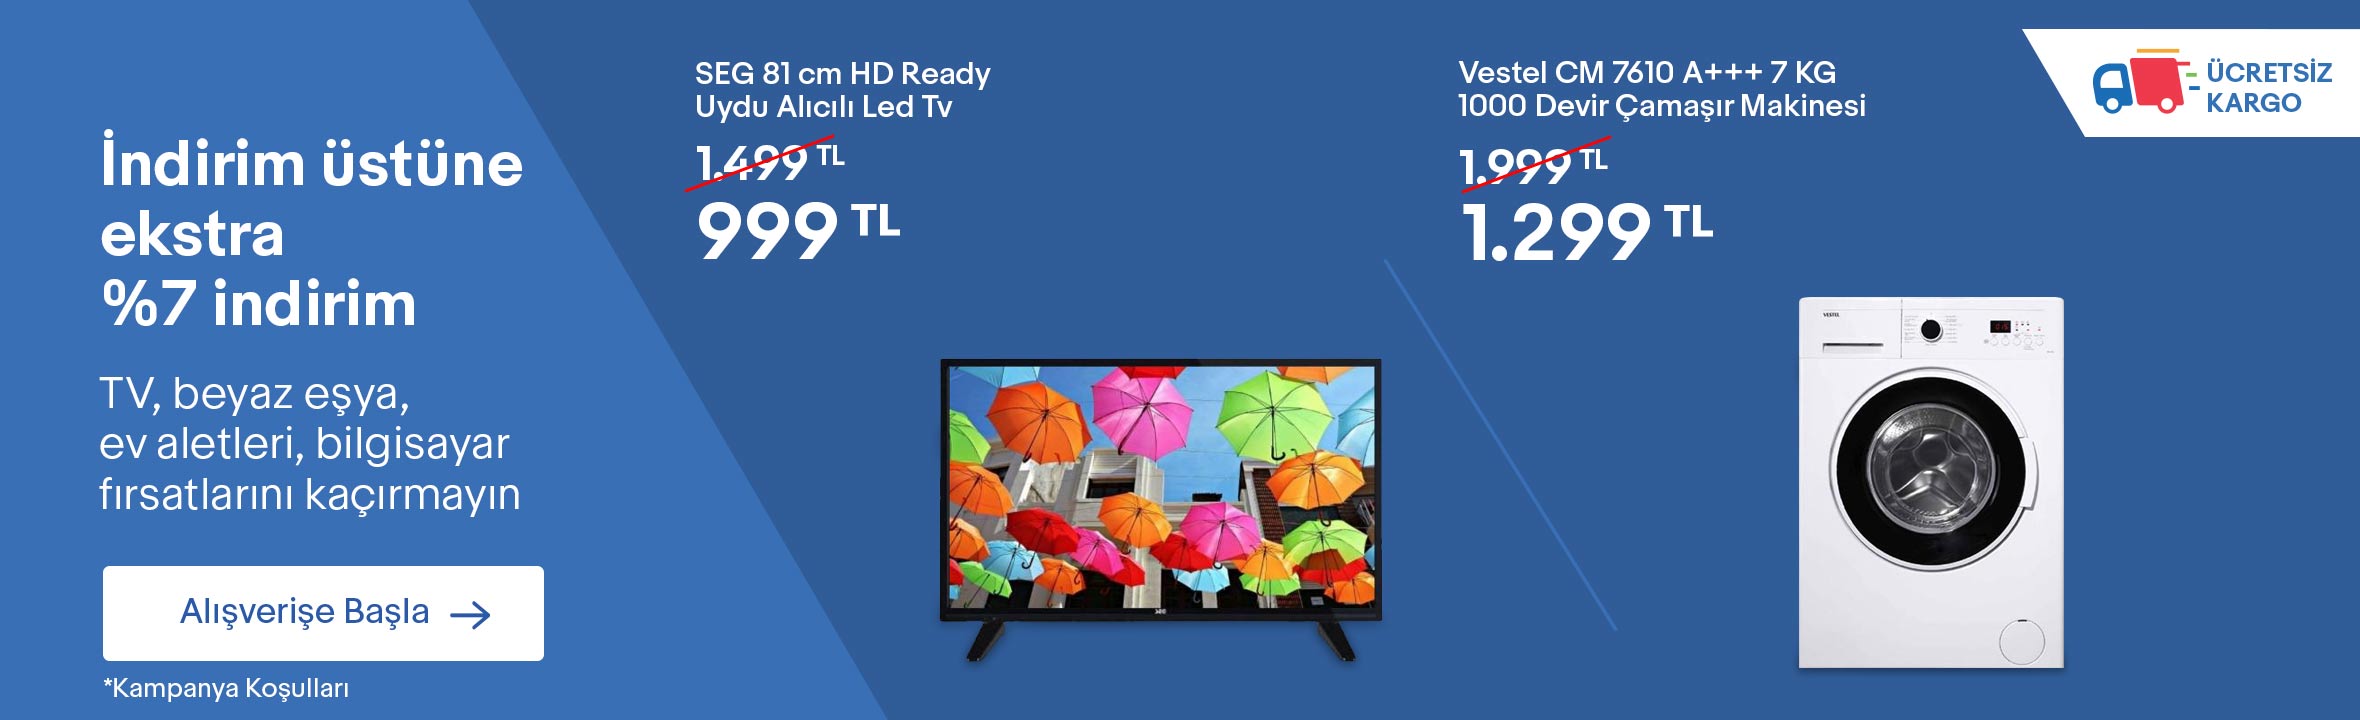 İndirim üstüne
ekstra
%7 indirim
TV, beyaz eşya,
ev aletleri, bilgisayar
fırsatlarını kaçırmayın
Alışverişe Başla
*Kampanya Koşulları
SEG 81 cm HD Ready
Uydu Alıcılı Led Tv
1.499 TL
999 TL
Vestel CM 7610 A+++ 7 KG
1000 Devir Çamaşır Makinesi
1.999 TL
1.299 TL
ÜCRETSİZ
KARGO
VESTEL
SEG